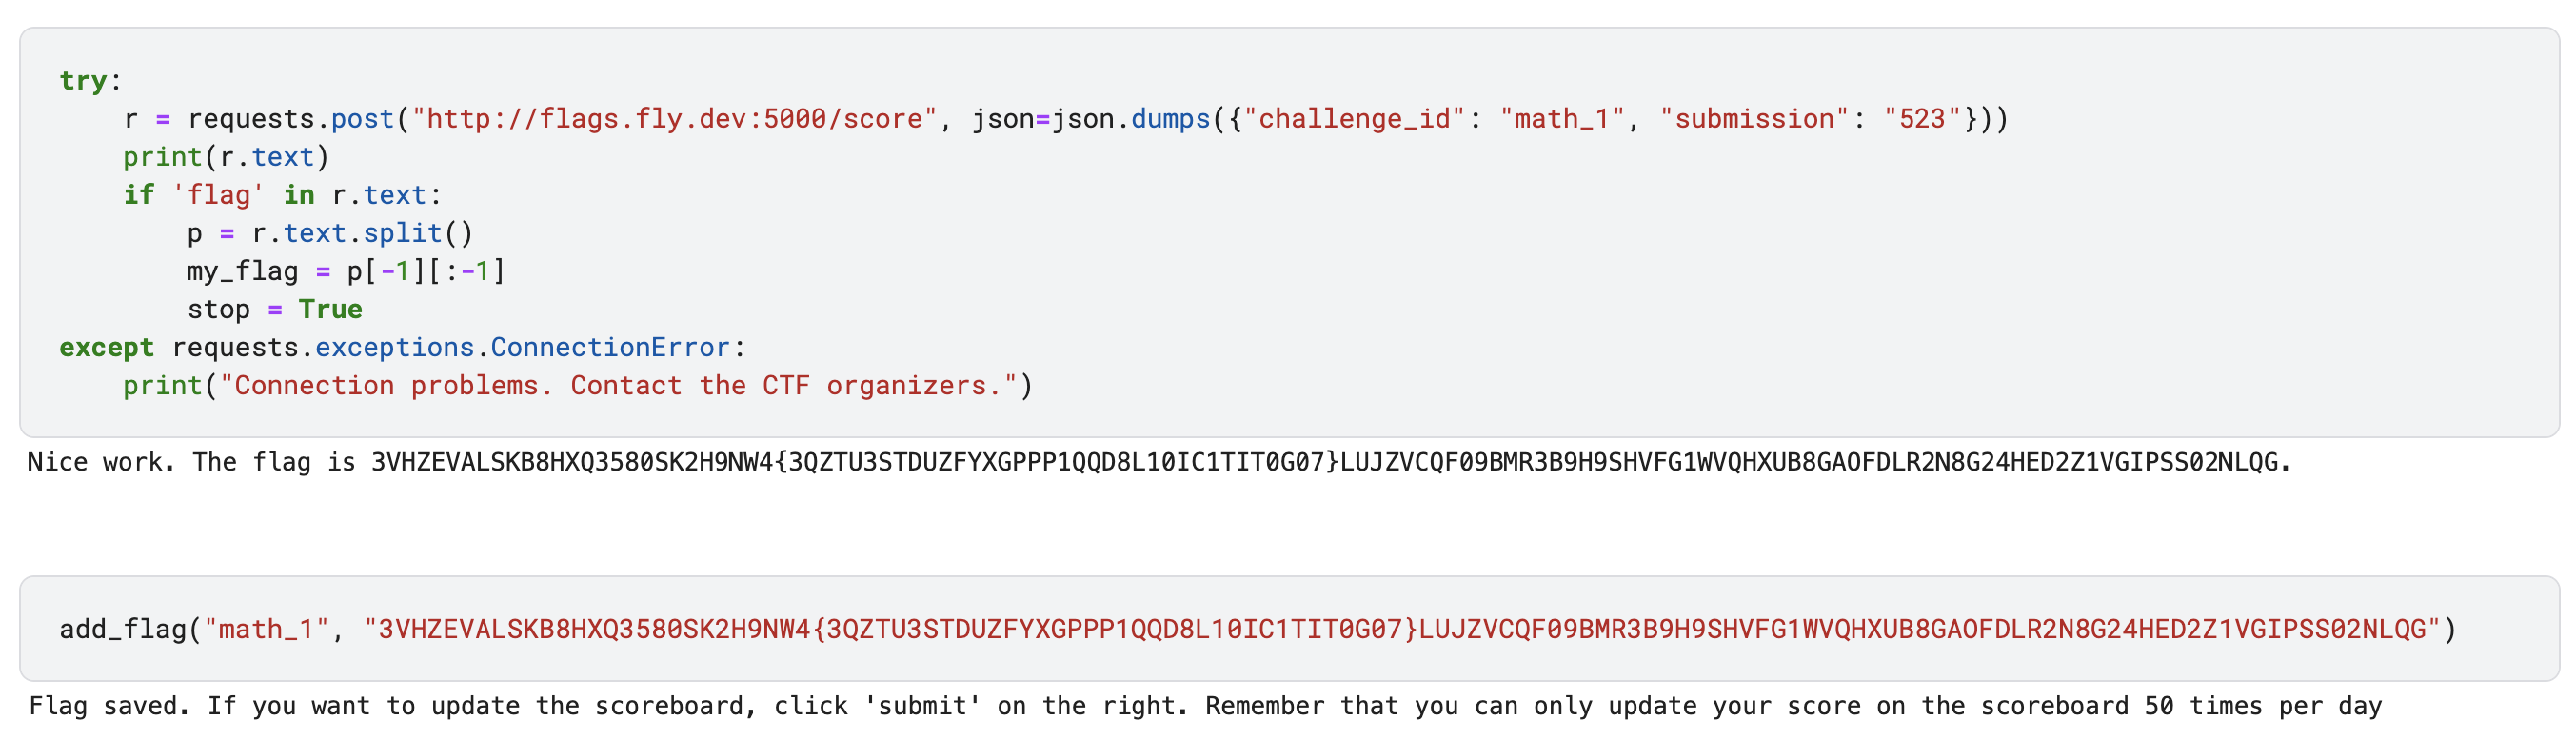 try:
    r = requests.post("http://flags.fly.dev:5000/score", json=json.dumps({"challenge_id": "math_1", "submission": "523"}))
    print(r.text)
    if 'flag' in r.text:
        p = r.text.split()
        my_flag = p[-1][:-1]
        stop = True
except requests.exceptions.ConnectionError:
    print("Connection problems. Contact the CTF organizers.")
Nice work. The flag is 3VHZEVALSKB8HXQ3580SK2H9NW4{3QZTU3STDUZFYXGPPP1QQD8L10IC1TIT0G07}LUJZVCQF09BMR3B9H9SHVFG1WVQHXUB8GAOFDLR2N8G24HED2Z1VGIPSS02NLQG.
add_flag("math_1", "3VHZEVALSKB8HXQ3580SK2H9NW4{3QZTU3STDUZFYXGPPP1QQD8L10IC1TIT0G07}LUJZVCQF09BMR3B9H9SHVFG1WVQHXUB8GAOFDLR2N8G24HED2Z1VGIPSS02NLQG")
Flag saved. If you want to update the scoreboard, click 'submit' on the right. Remember that you can only update your score on the scoreboard 50 times per day